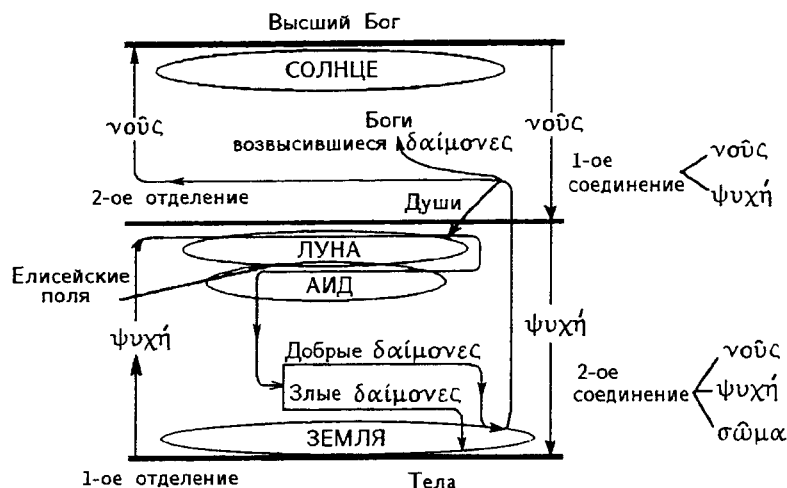 Высший Бог
СОЛНЦЕ
νοῦς
Боги
возвысившиеся δαίμονες
νοῦς
1-ое
соединение
νοῦς
ψυχή
2-ое отделение
Души
ЛУНА
Елисейские
поля
АИД
ψυχή
ψυχή
Добрые δαίμονες
Злые δαίμονες
2-ое
соединение
νοῦς
ψυχή
σῶμα
ЗЕМЛЯ
1-ое отделение
Тела